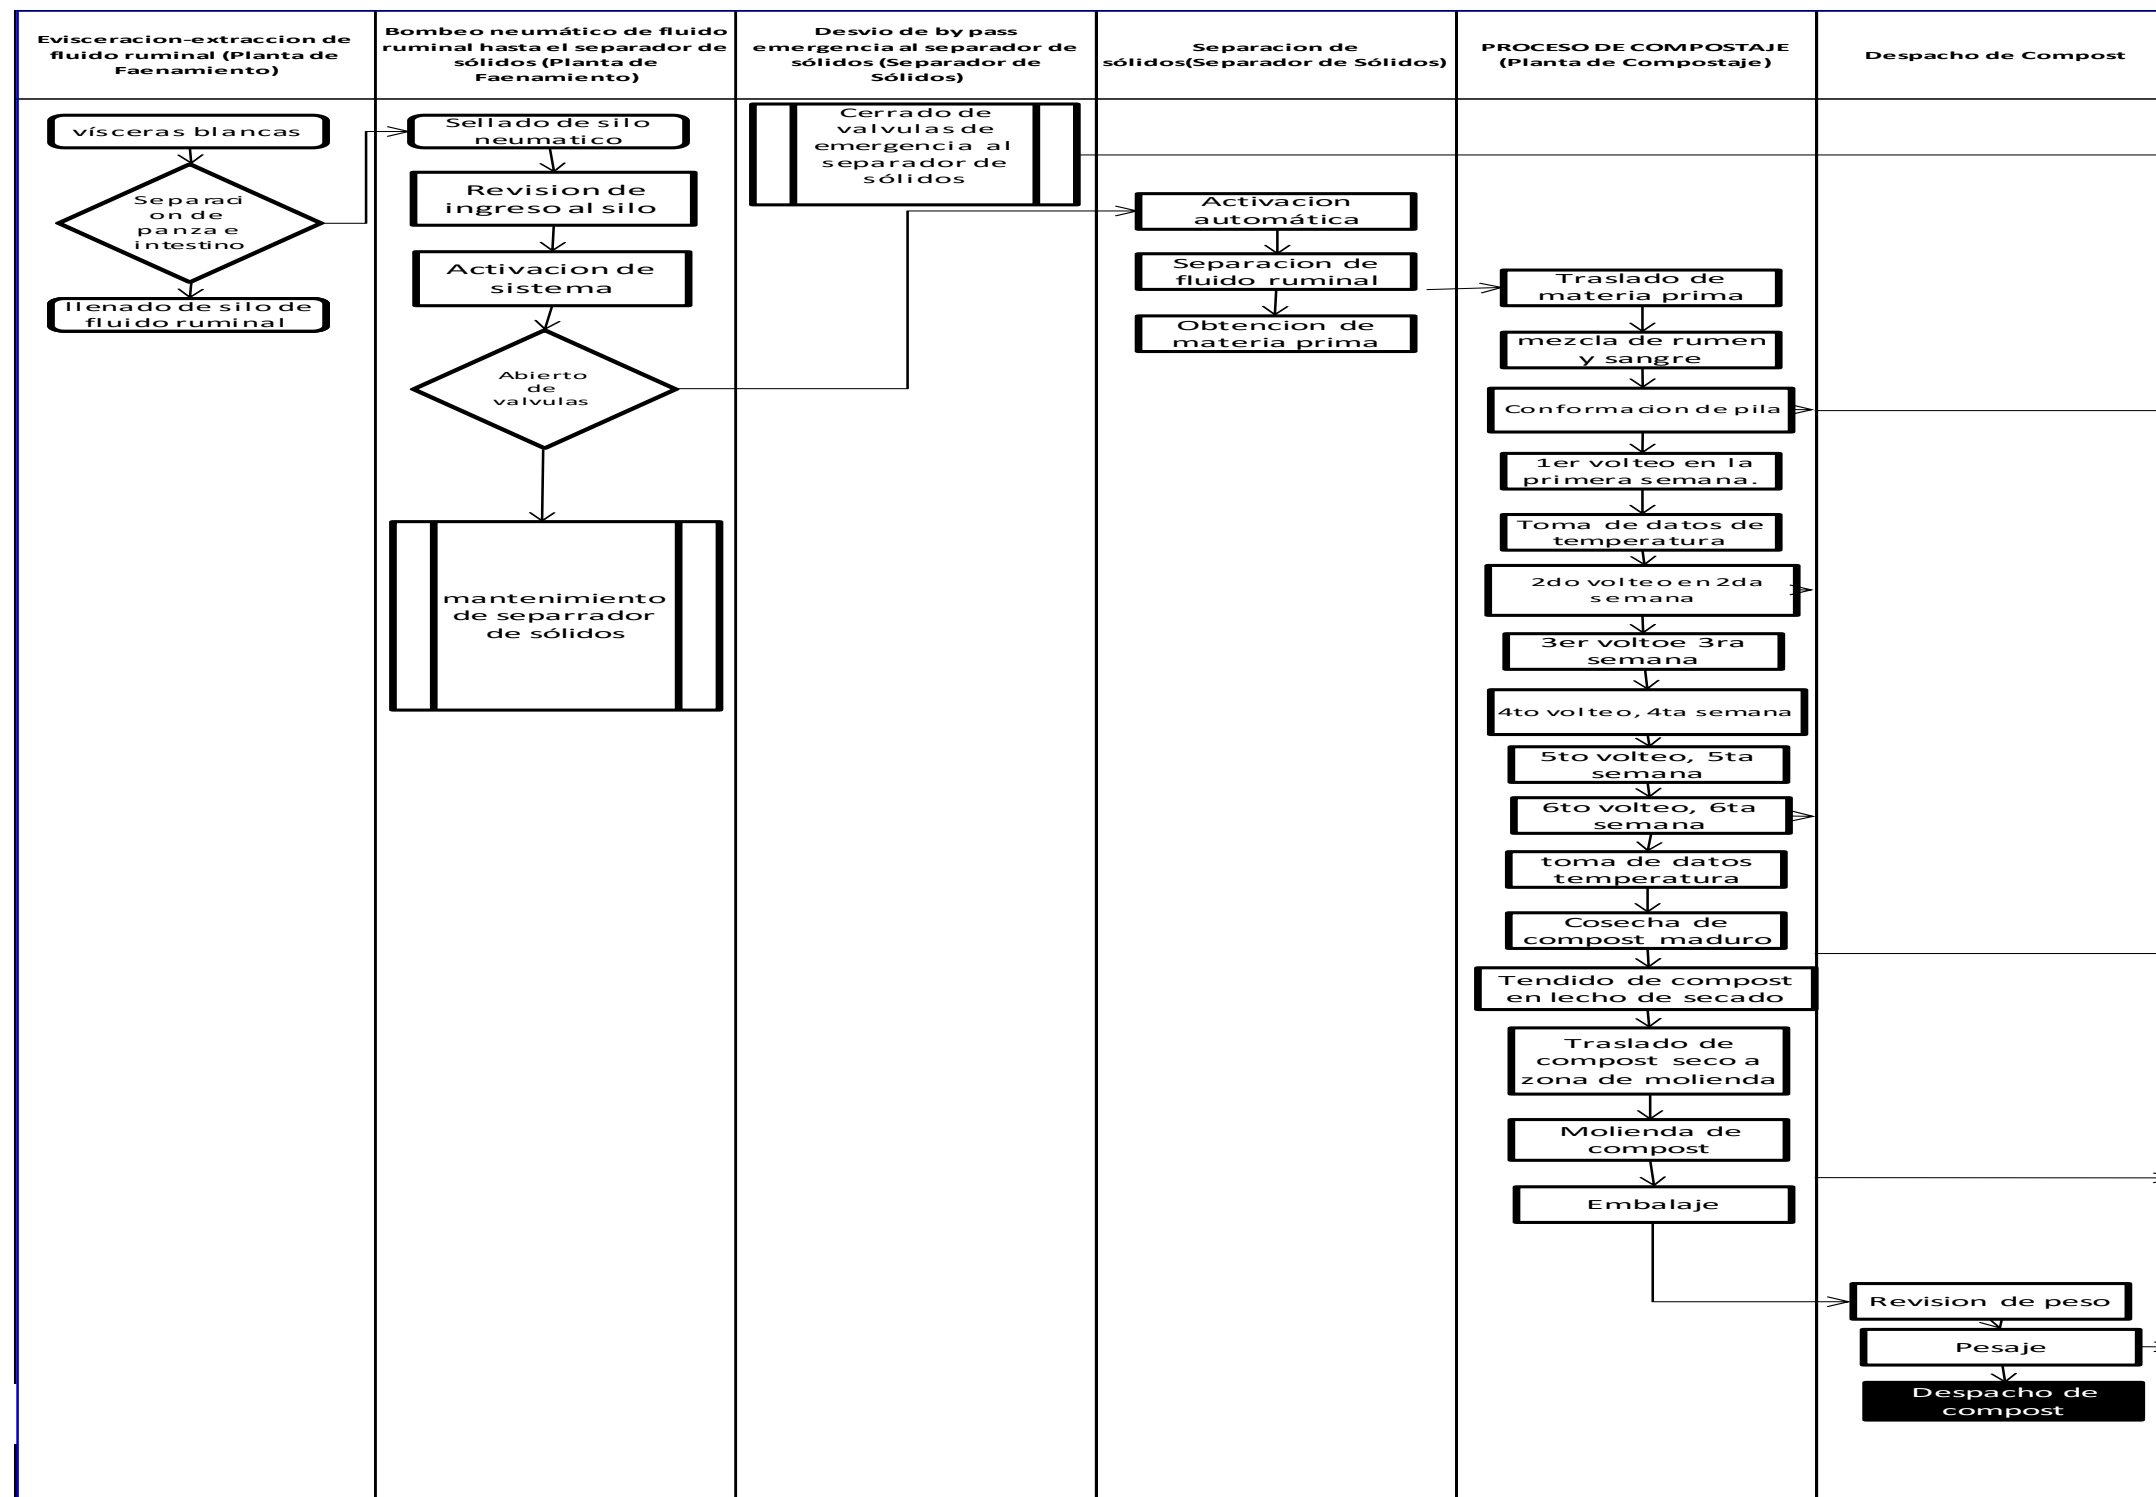 Evisceracion-extraccion de
fluido ruminal (Planta de
Faenamiento)
Bombeo neumático de fluido
ruminal hasta el separador de
sólidos (Planta de
Faenamiento)
Desvio de by pass
emergencia al separador de
sólidos (Separador de
Sólidos)
Separacion de
sólidos(Separador de Sólidos)
PROCESO DE COMPOSTAJE
(Planta de Compostaje)
Despacho de Compost
vísceras blancas
Separaci
on de
panza e
intestino
llenado de silo de
fluido ruminal
Sellado de silo
neumatico
Revision de
ingreso al silo
Activacion de
sistema
Abierto
de
valvulas
mantenimiento
de separrador
de sólidos
Cerrado de
valvulas de
emergencia al
separador de
sólidos
Activacion
automática
Separacion de
fluido ruminal
Obtencion de
materia prima
Traslado de
materia prima
mezcla de rumen
y sangre
Conformacion de pila
1er volteo en la
primera semana.
Toma de datos de
temperatura
2do volteo en 2da
semana
3er voltoe 3ra
semana
4to volteo, 4ta semana
5to volteo, 5ta
semana
6to volteo, 6ta
semana
toma de datos
temperatura
Cosecha de
compost maduro
Tendido de compost
en lecho de secado
Traslado de
compost seco a
zona de molienda
Molienda de
compost
Embalaje
Revision de peso
Pesaje
Despacho de
compost